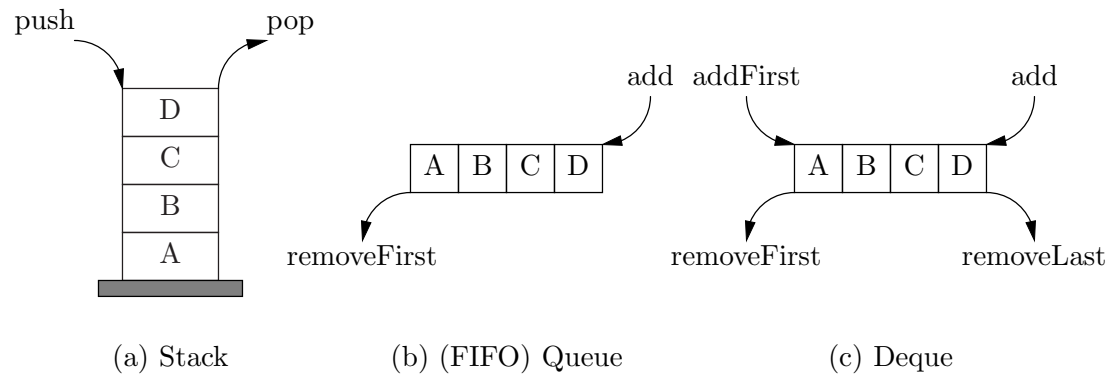 push pop
D
C
B
A
add
A B C D
removeFirst
addFirst add
A B C D
removeFirst removeLast
(a) Stack
(b) (FIFO) Queue
(c) Deque